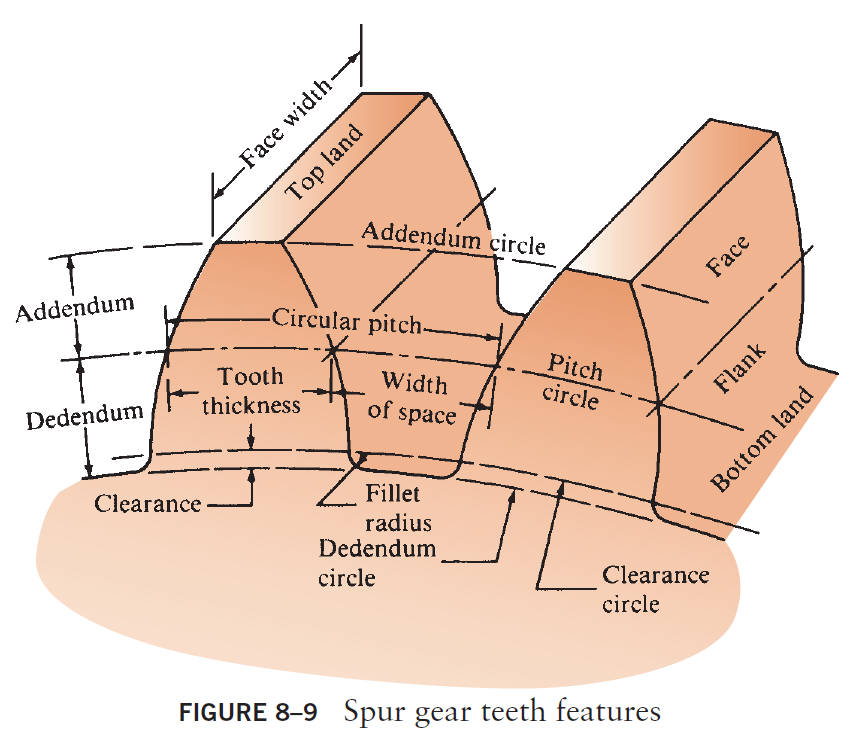 Face width
Top land
Addendum circle
Face
Addendum
Circular pitch
Pitch
circle
Flank
Tooth
thickness
Width
of space
Dedendum
Bottom land
Clearance
Fillet
radius
Dedendum
circle
Clearance
circle
FIGURE 8–9 Spur gear teeth features